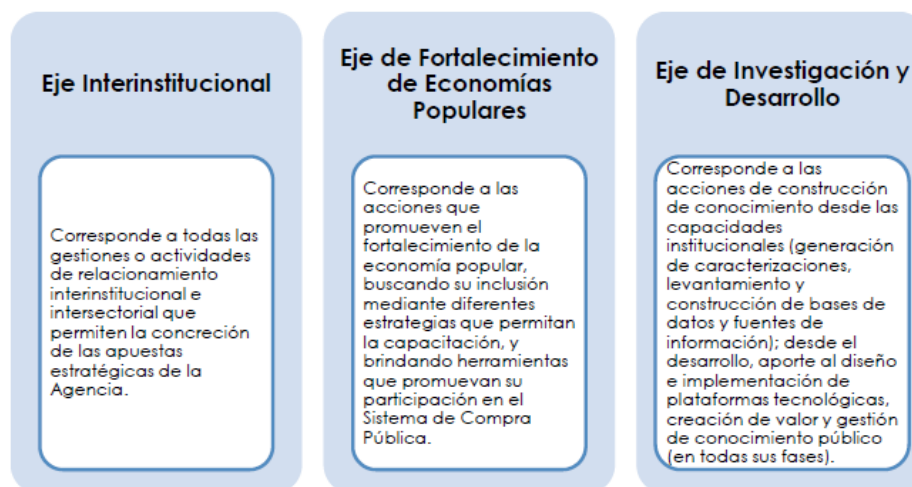 Eje Interinstitucional
Corresponde a todas las
gestiones o actividades
de relacionamiento
interinstitucional e
intersectorial que
permiten la concreción
de las apuestas
estratégicas de la
Agencia.
Eje de Fortalecimiento
de Economías
Populares
Corresponde a las
acciones que
promueven el
fortalecimiento de la
economía popular,
buscando su inclusión
mediante diferentes
estrategias que permitan
la capacitación, y
brindando herramientas
que promuevan su
participación en el
Sistema de Compra
Pública.
Eje de Investigación y
Desarrollo
Corresponde a las
acciones de construcción
de conocimiento desde las
capacidades
institucionales (generación
de caracterizaciones,
levantamiento y
construcción de bases de
datos y fuentes de
información); desde el
desarrollo, aporte al diseño
e implementación de
plataformas tecnológicas,
creación de valor y gestión
de conocimiento público
(en todas sus fases).